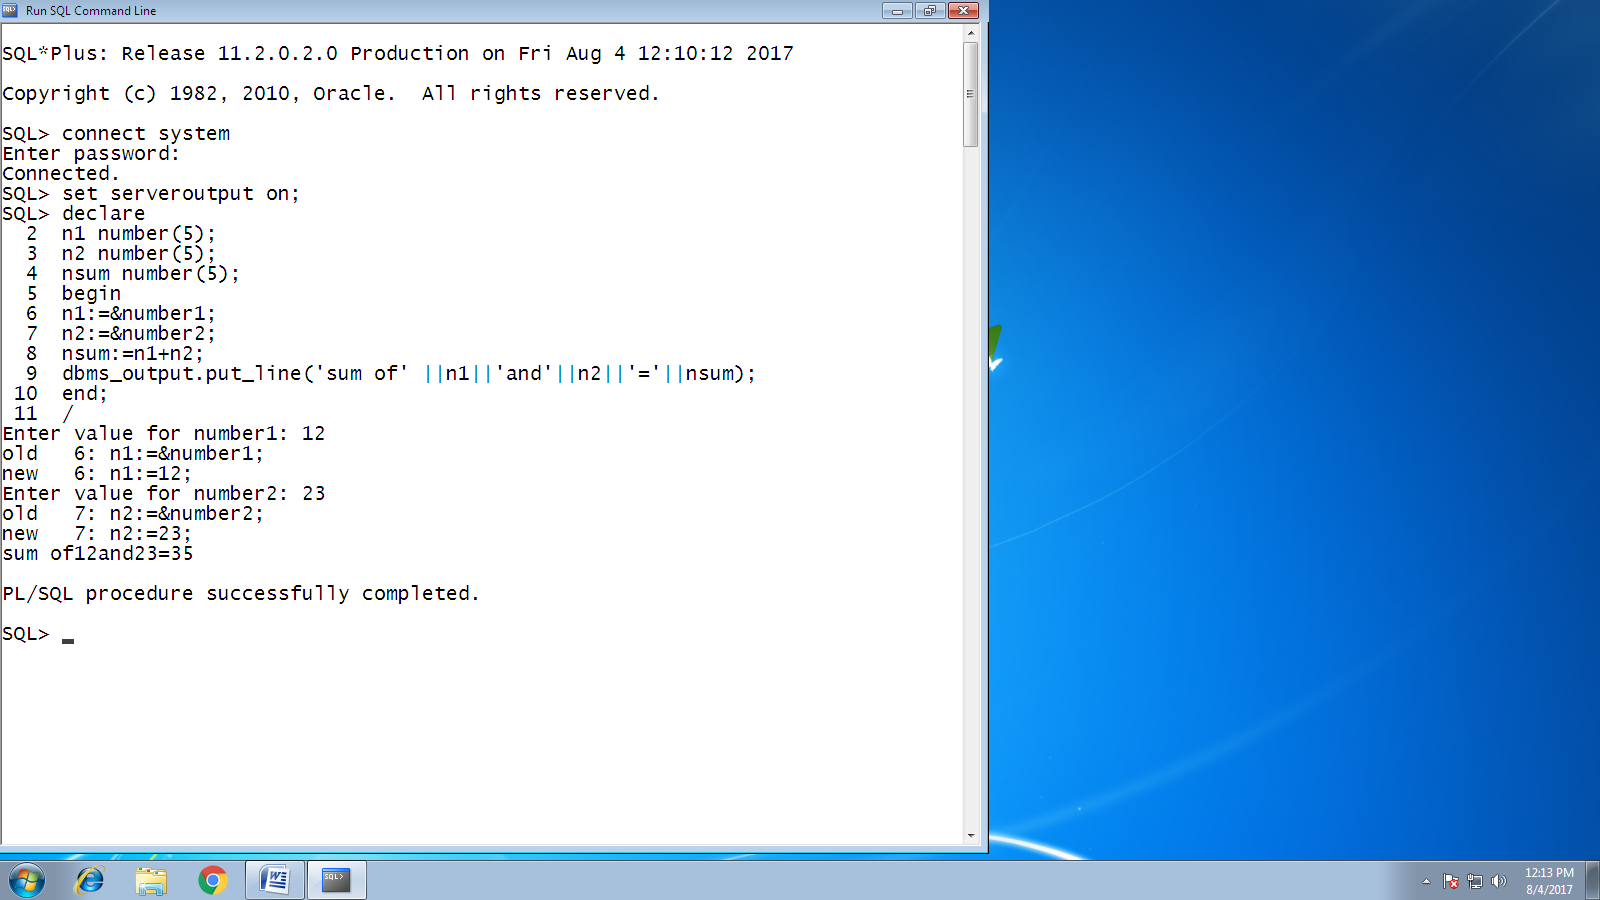 Run SQL Command Line
SQL*Plus: Release 11.2.0.2.0 Production on Fri Aug 4 12:10:12 2017
Copyright (c) 1982, 2010, Oracle.  All rights reserved.
SQL> connect system
Enter password:
Connected.
SQL> set serveroutput on;
SQL> declare
  2  n1 number(5);
  3  n2 number(5);
  4  nsum number(5);
  5  begin
  6  n1:=&number1;
  7  n2:=&number2;
  8  nsum:=n1+n2;
  9  dbms_output.put_line('sum of' ||n1||'and'||n2||'='||nsum);
 10  end;
 11  /
Enter value for number1: 12
old   6: n1:=&number1;
new   6: n1:=12;
Enter value for number2: 23
old   7: n2:=&number2;
new   7: n2:=23;
sum of12and23=35
PL/SQL procedure successfully completed.
SQL>
SQL>
12:13 PM
8/4/2017